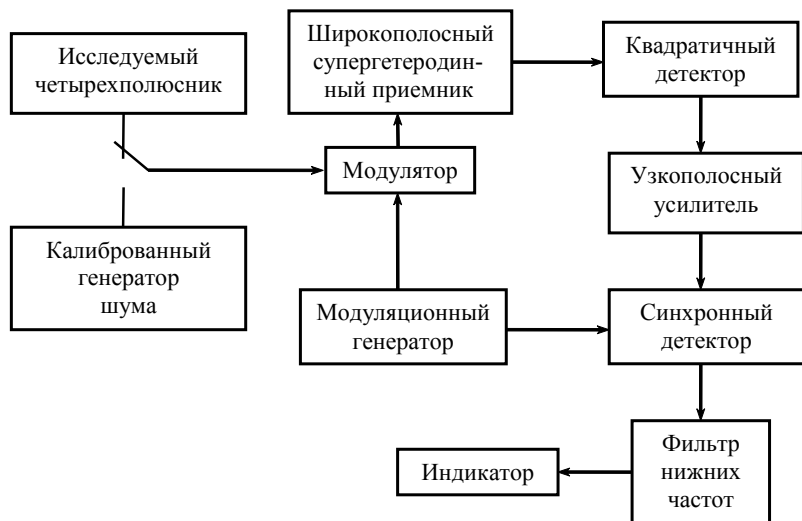 Исследуемый
четырехполюсник
Широкополосный
супергетеродин-
ный приемник
Квадратичный
детектор
Модулятор
Узкополосный
усилитель
Калиброванный
генератор
шума
Модуляционный
генератор
Синхронный
детектор
Индикатор
Фильтр
нижних
частот